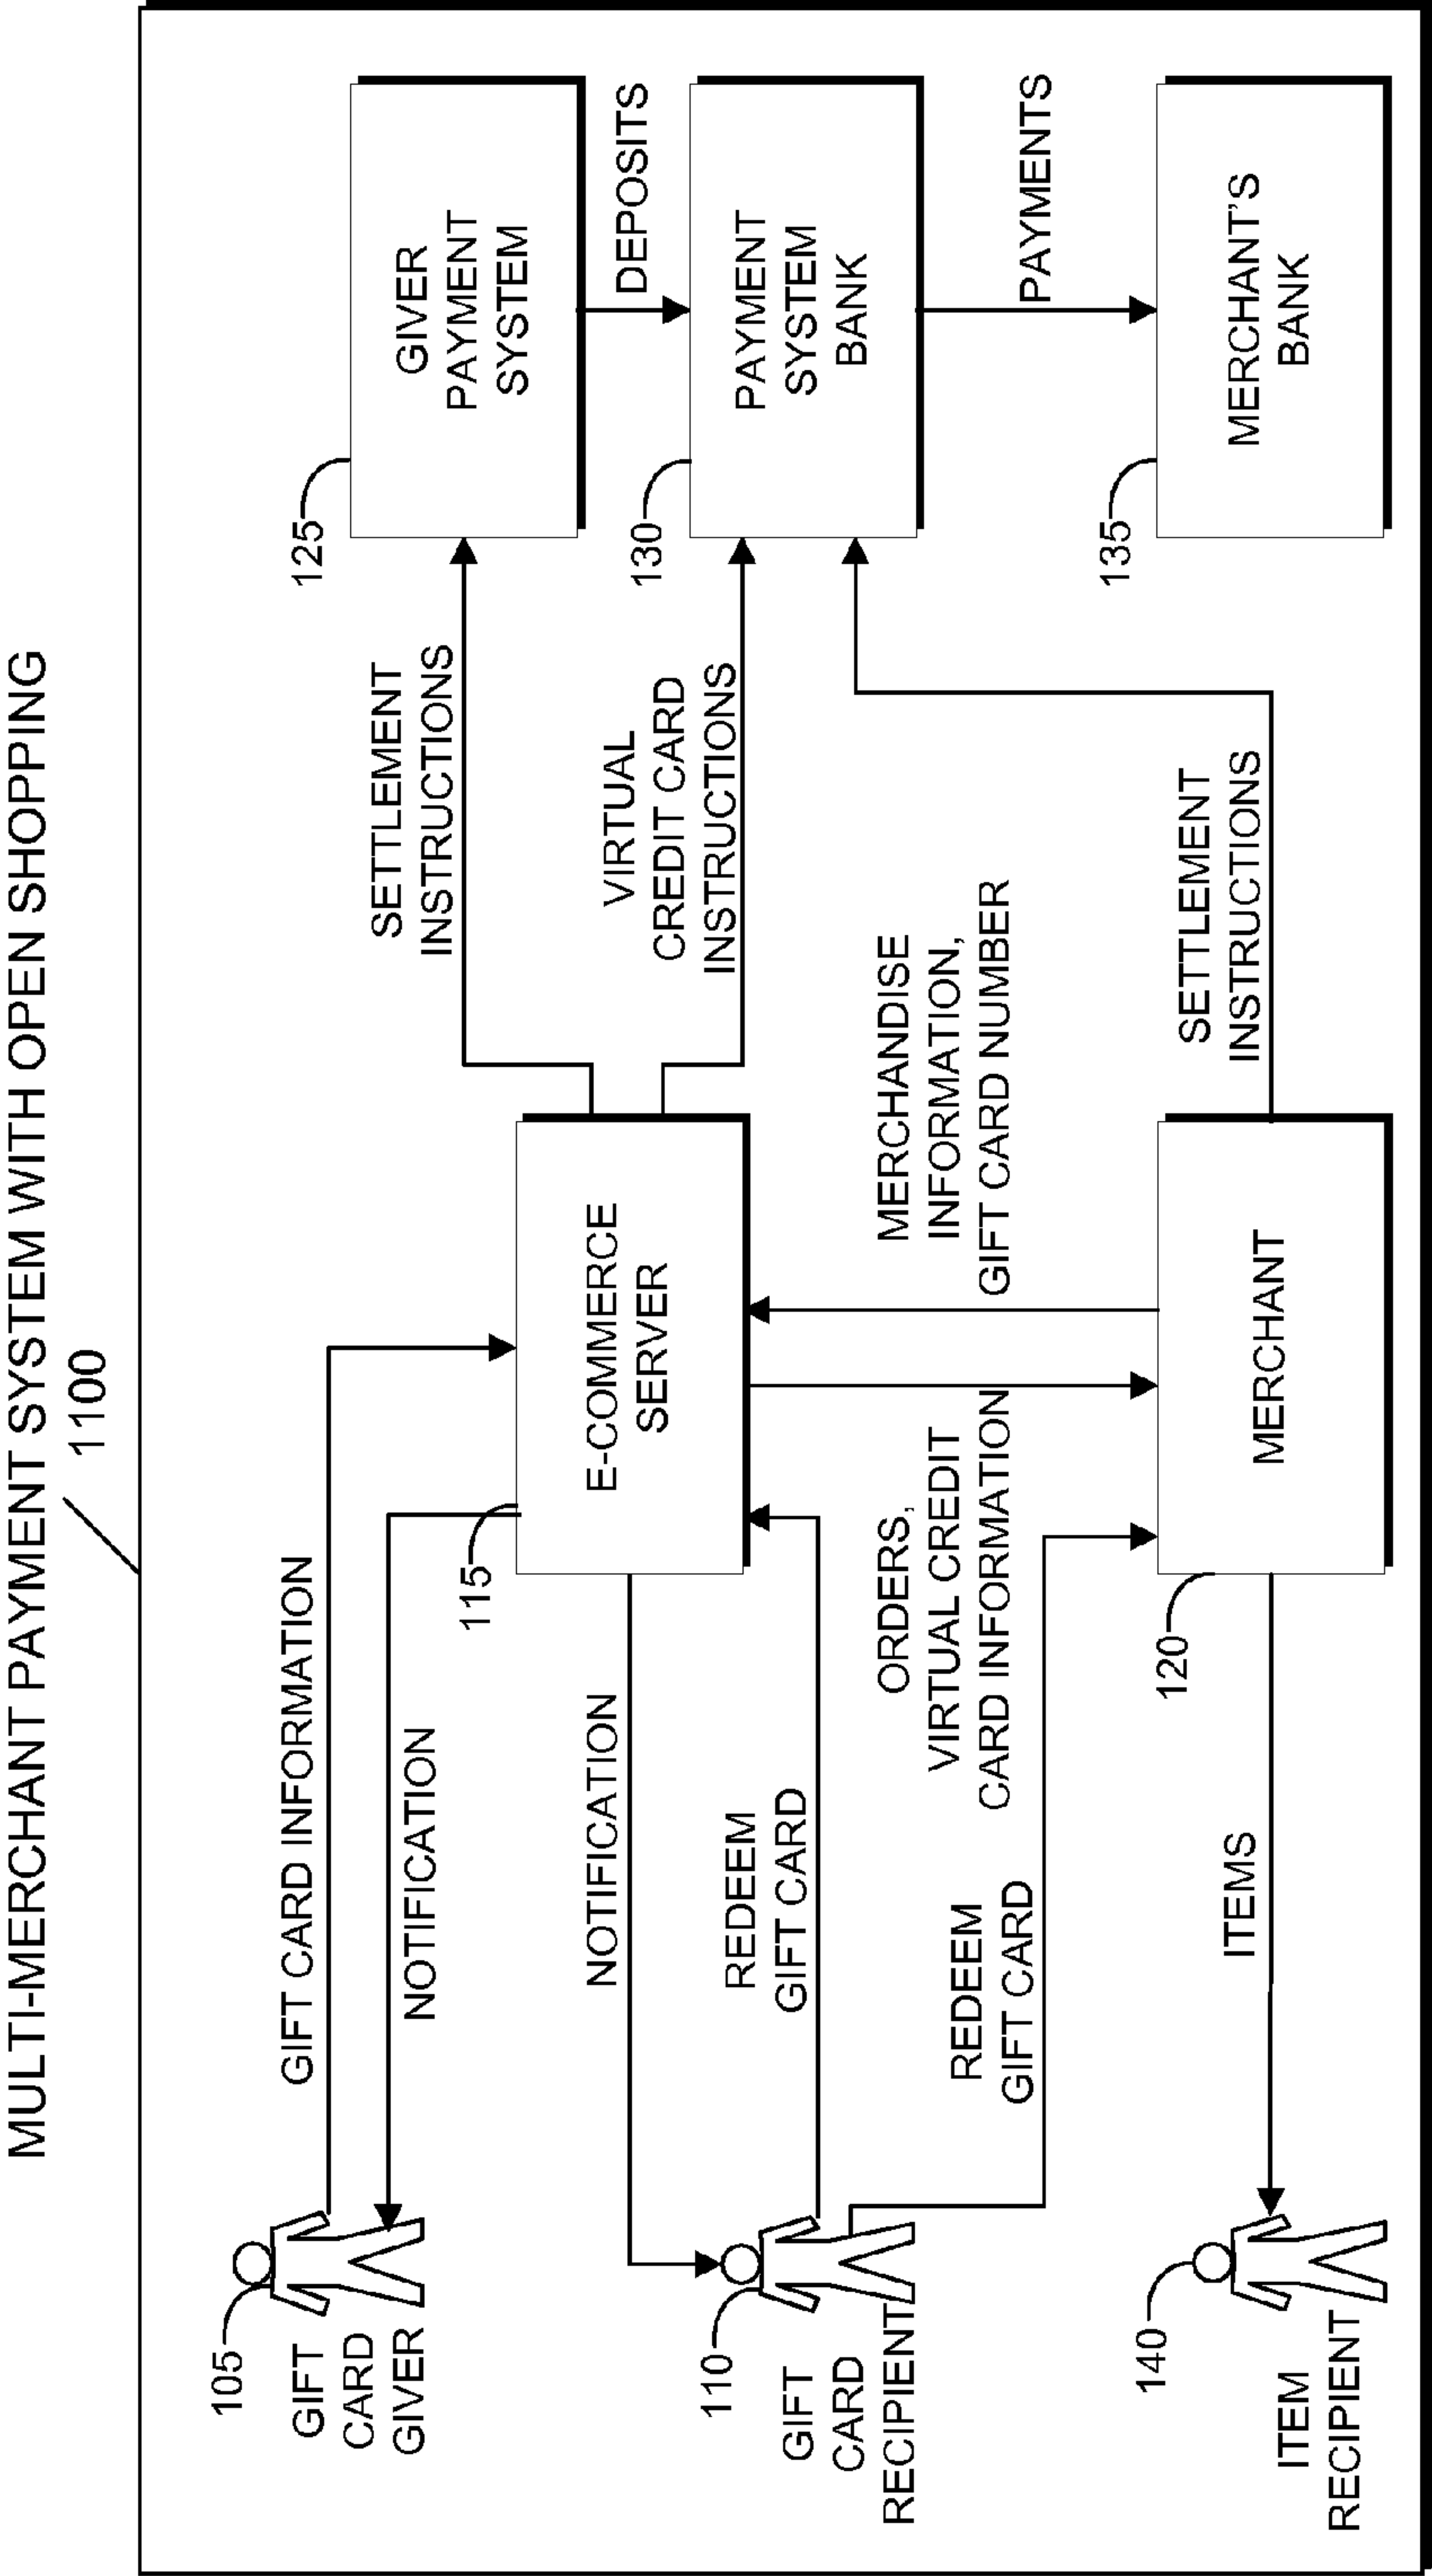 MULTI-MERCHANT PAYMENT SYSTEM WITH OPEN SHOPPING
1100
105
GIFT
CARD
GIVER
GIFT CARD INFORMATION
NOTIFICATION
115
E-COMMERCE
SERVER
SETTLEMENT
INSTRUCTIONS
125
GIVER
PAYMENT
SYSTEM
DEPOSITS
110
GIFT
CARD
RECIPIENT
NOTIFICATION
REDEEM
GIFT CARD
VIRTUAL
CREDIT CARD
INSTRUCTIONS
130
PAYMENT
SYSTEM
BANK
REDEEM
GIFT CARD
ORDERS,
VIRTUAL CREDIT
CARD INFORMATION
MERCHANDISE
INFORMATION,
GIFT CARD NUMBER
PAYMENTS
140
ITEM
RECIPIENT
ITEMS
120
MERCHANT
SETTLEMENT
INSTRUCTIONS
135
MERCHANT'S
BANK